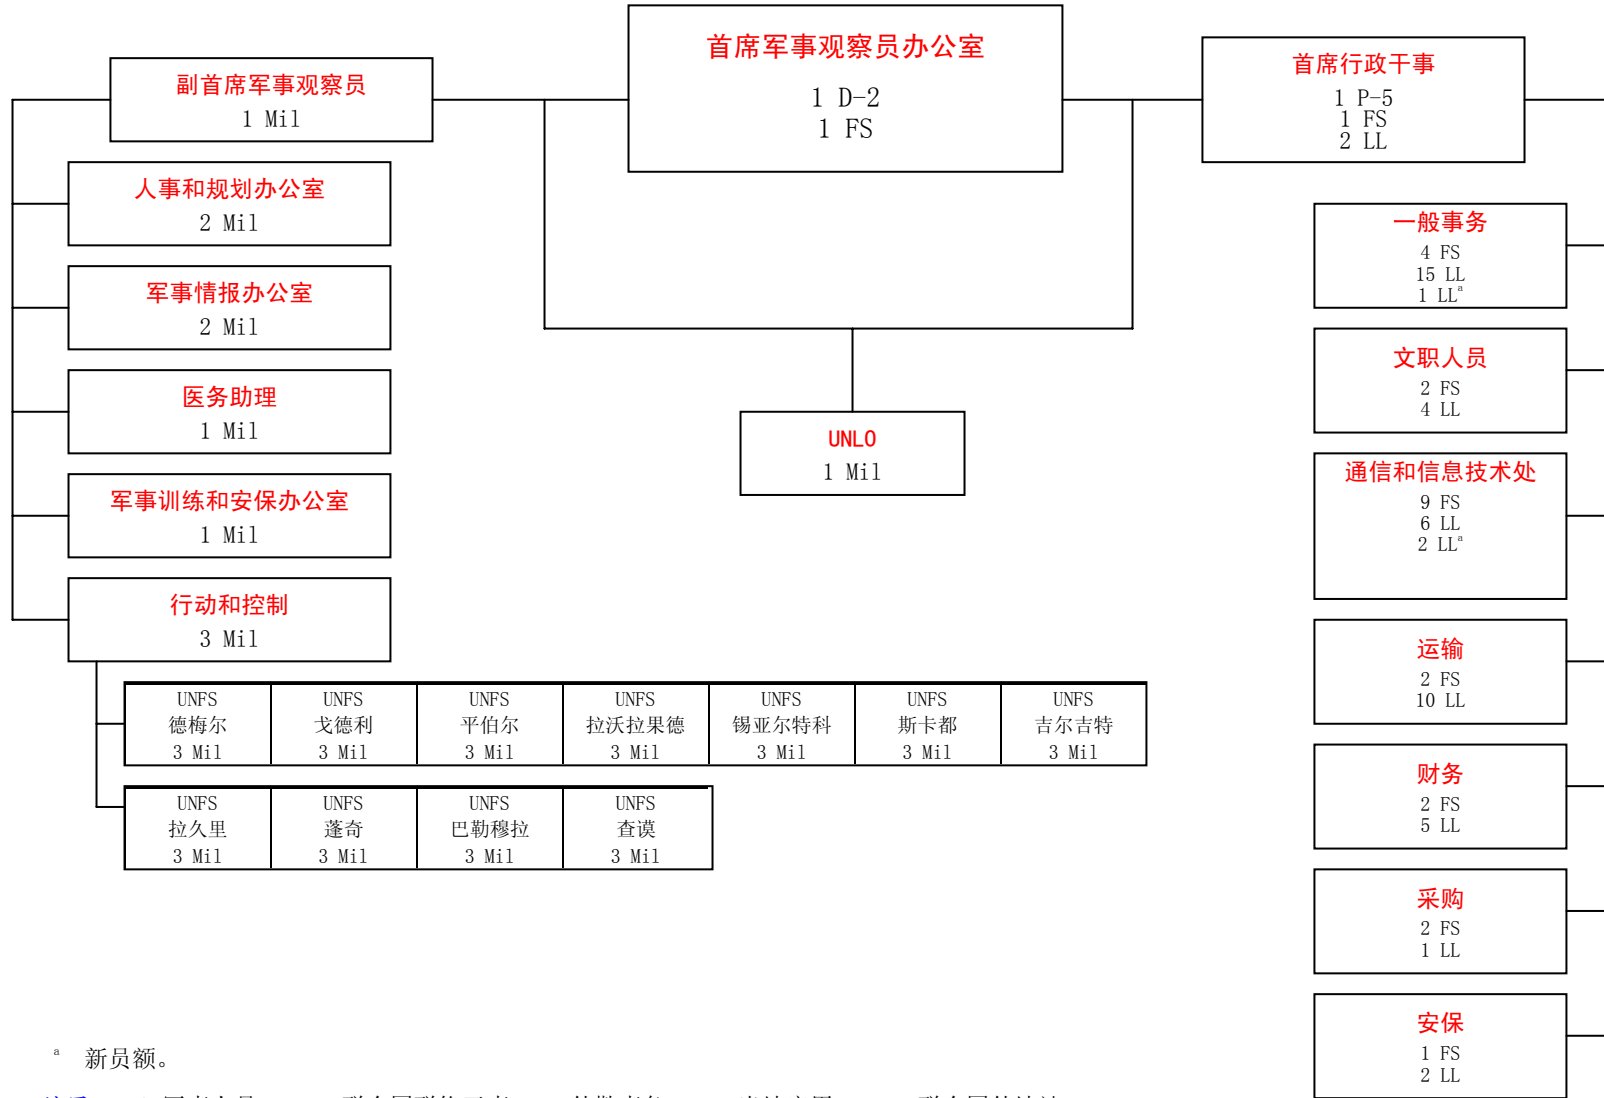 首席军事观察员办公室
1 D-2
1 FS
副首席军事观察员
1 Mil
首席行政干事
1 P-5
1 FS
2 LL
人事和规划办公室
2 Mil
军事情报办公室
2 Mil
医务助理
1 Mil
军事训练和安保办公室
1 Mil
行动和控制
3 Mil
UNLO
1 Mil
UNFS UNFS UNFS UNFS UNFS UNFS UNFS
德梅尔 戈德利 平伯尔 拉沃拉果德 锡亚尔特科 斯卡都 吉尔吉特
3 Mil 3 Mil 3 Mil 3 Mil 3 Mil 3 Mil 3 Mil
UNFS UNFS UNFS UNFS
拉久里 蓬奇 巴勒穆拉 查谟
3 Mil 3 Mil 3 Mil 3 Mil
一般事务
4 FS
15 LL
1 LLᵃ
文职人员
2 FS
4 LL
通信和信息技术处
9 FS
6 LL
2 LLᵃ
运输
2 FS
10 LL
财务
2 FS
5 LL
采购
2 FS
1 LL
安保
1 FS
2 LL
ᵃ 新员额。